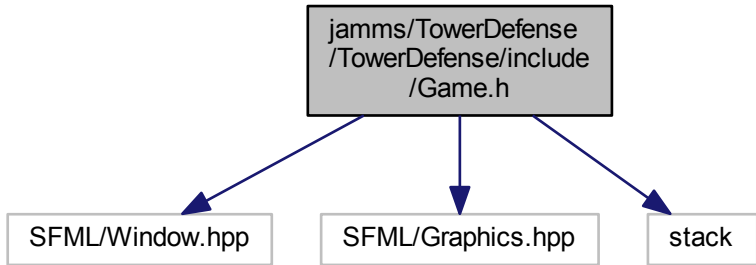 jamms/TowerDefense
/TowerDefense/include
/Game.h
SFML/Window.hpp
SFML/Graphics.hpp
stack